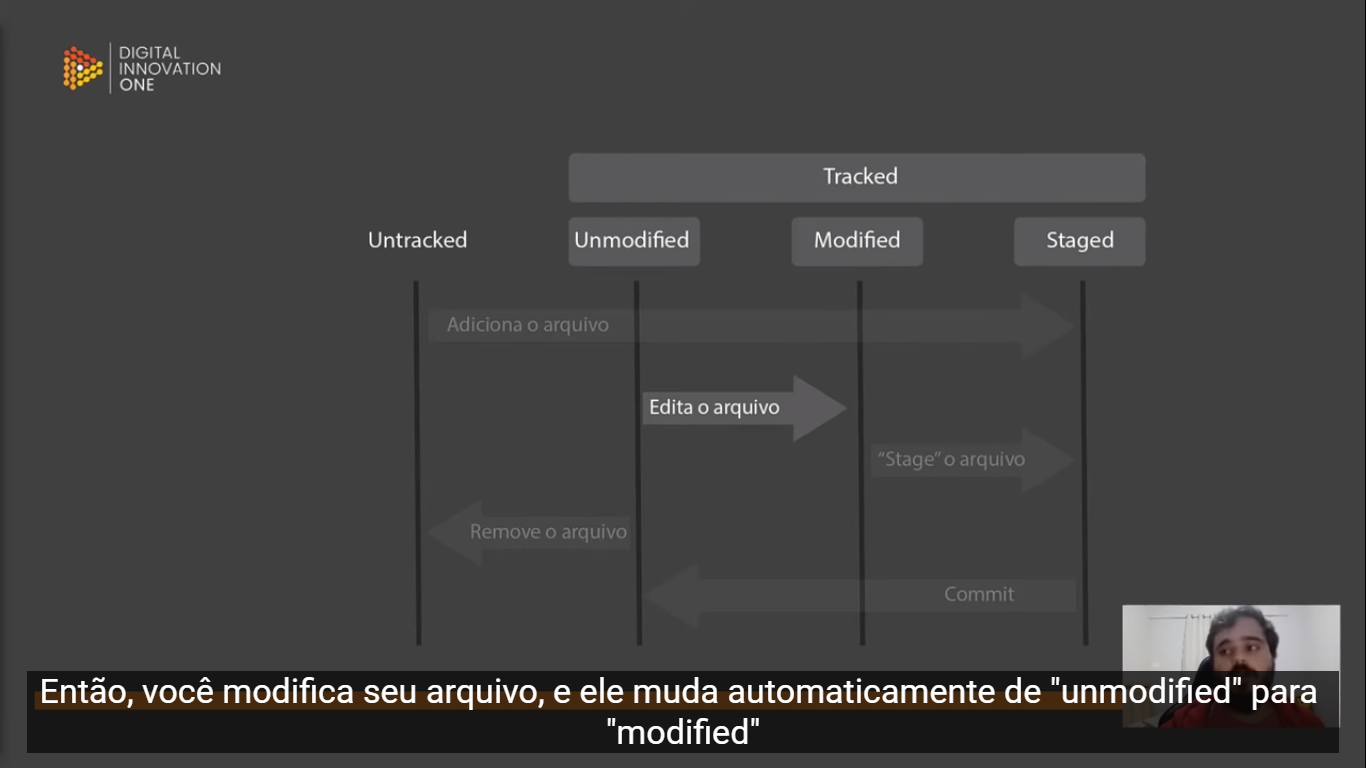 DIGITAL
INNOVATION
ONE
Tracked
Untracked
Unmodified
Modified
Staged
Adiciona o arquivo
Edita o arquivo
“Stage” o arquivo
Remove o arquivo
Commit
Então, você modifica seu arquivo, e ele muda automaticamente de "unmodified" para
"modified"